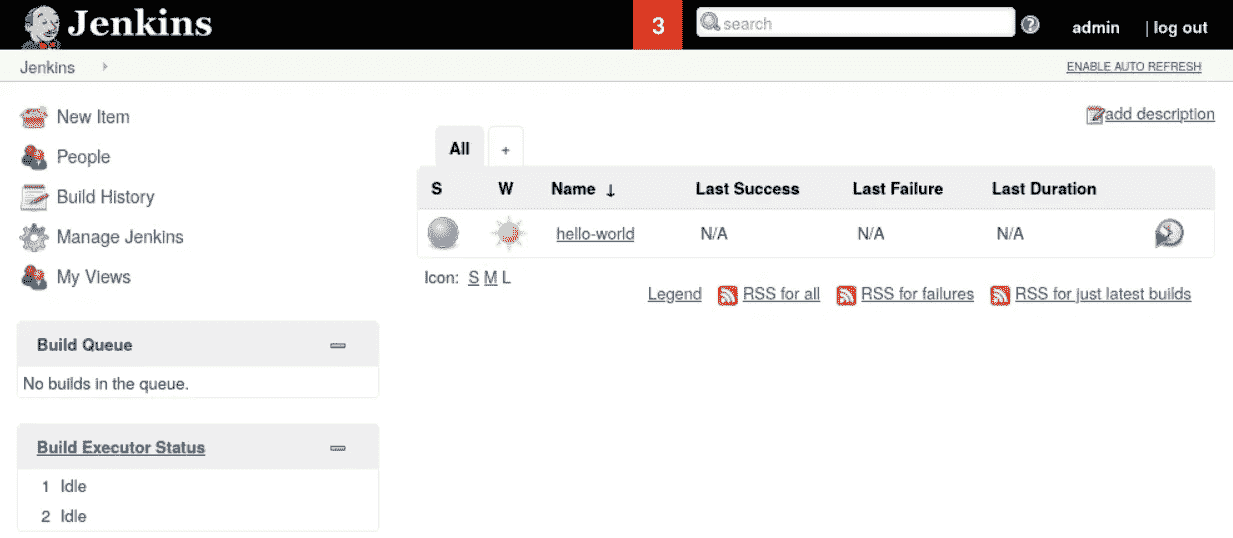 Jenkins 3 search admin | log out
Jenkins ENABLE AUTO REFRESH
New Item
People
Build History
Manage Jenkins
My Views
Build Queue
No builds in the queue.
Build Executor Status
1 Idle
2 Idle
add description
All +
S W Name ↓ Last Success Last Failure Last Duration
hello-world N/A N/A N/A
Icon: S M L
Legend RSS for all RSS for failures RSS for just latest builds